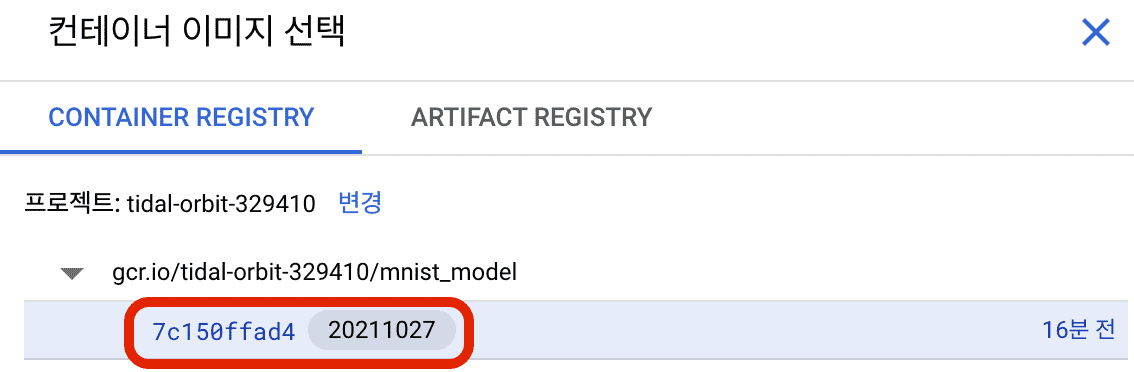 컨테이너 이미지 선택
CONTAINER REGISTRY ARTIFACT REGISTRY
프로젝트: tidal-orbit-329410 변경
gcr.io/tidal-orbit-329410/mnist_model
7c150ffad4 20211027 16분 전